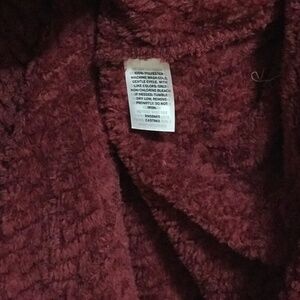 100% POLYESTER
MACHINE WASH COLD
GENTLE CYCLE, WITH
LIKE COLORS. ONLY
NON-CHLORINE BLEACH
IF NEEDED. TUMBLE
DRY LOW. REMOVE
PROMPTLY. DO NOT
IRON.